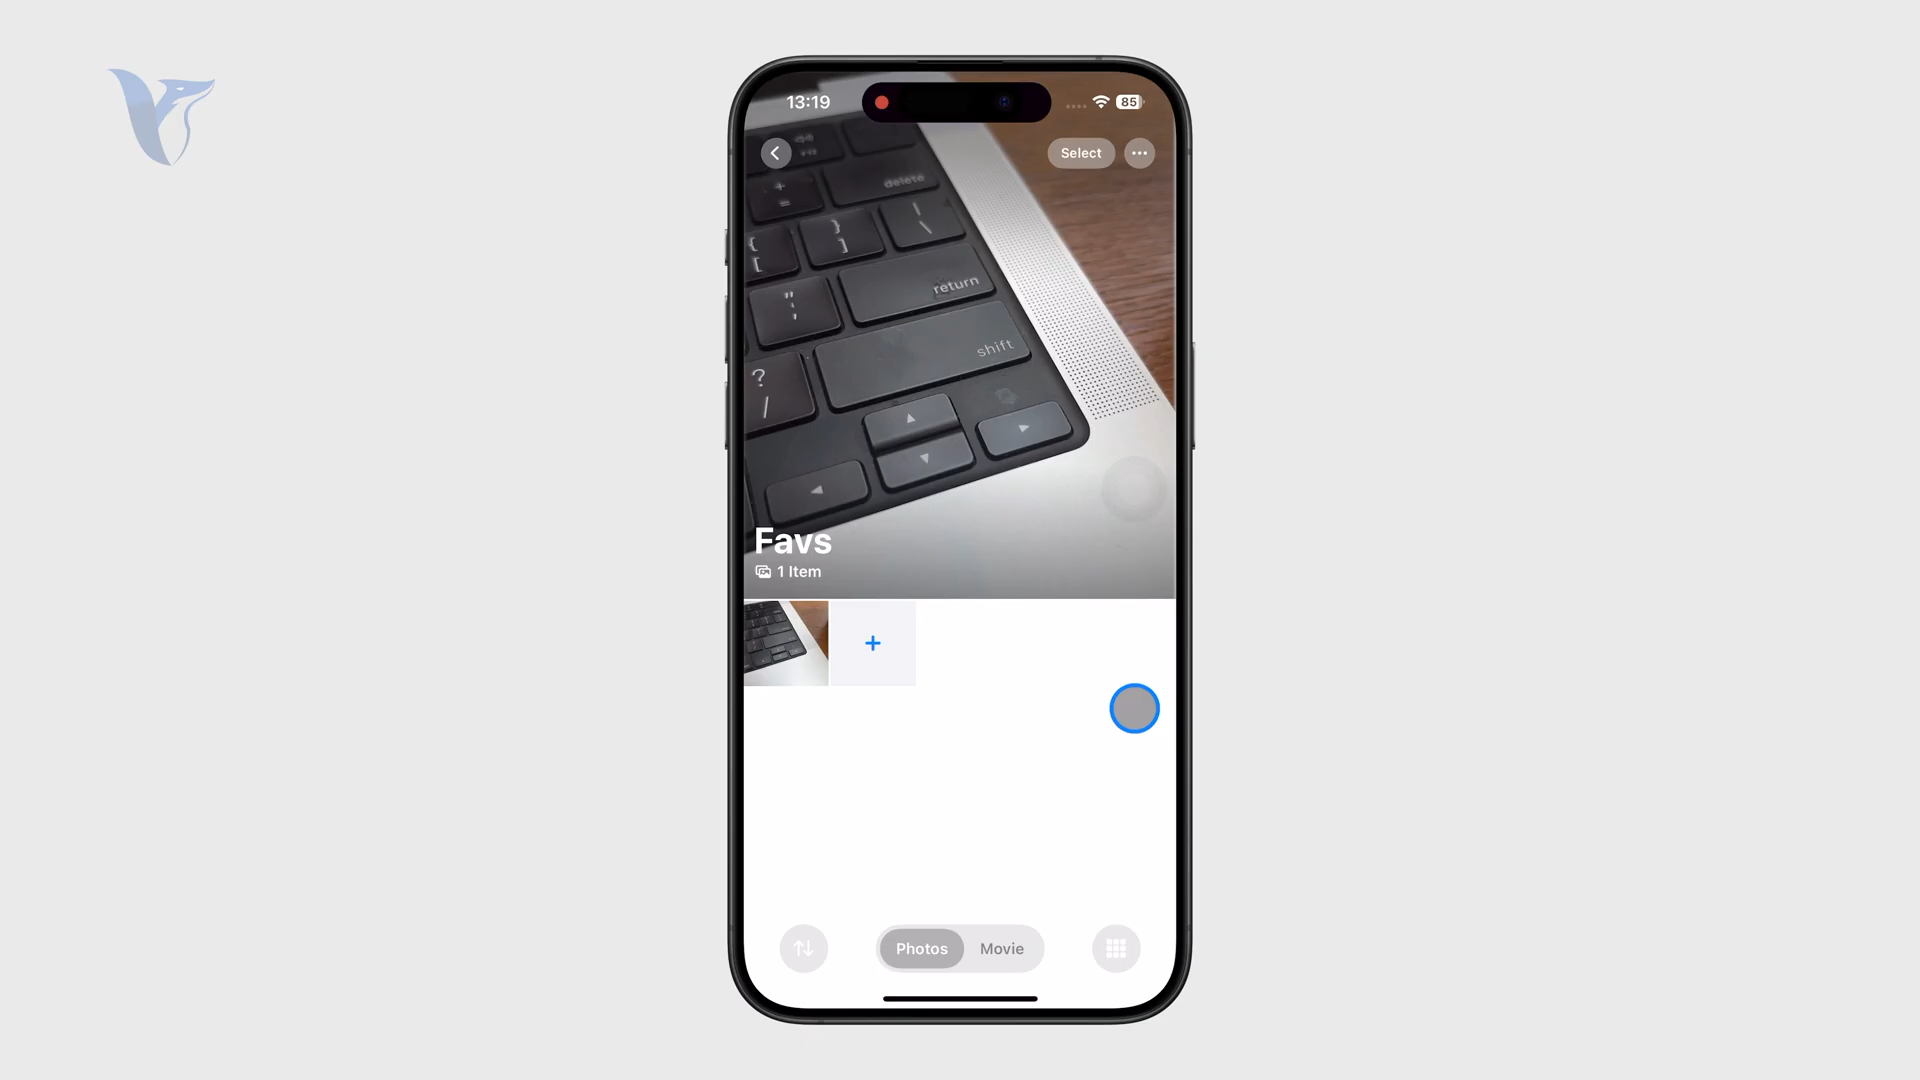 13:19
85
Select
delete
+
=
}
]
|
\
{
[
return
"
'
shift
?
/
Favs
1 Item
+
Photos
Movie